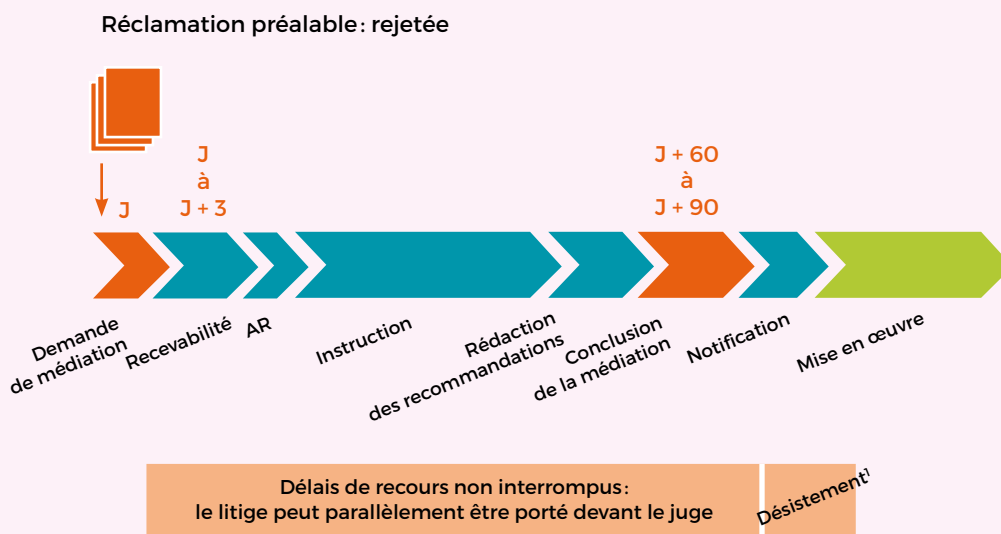 Réclamation préalable : rejetée
J
J
à
J + 3
J + 60
à
J + 90
Demande
de médiation
Recevabilité
AR
Instruction
Rédaction
des recommandations
Conclusion
de la médiation
Notification
Mise en œuvre
Délais de recours non interrompus :
le litige peut parallèlement être porté devant le juge
Désistement¹